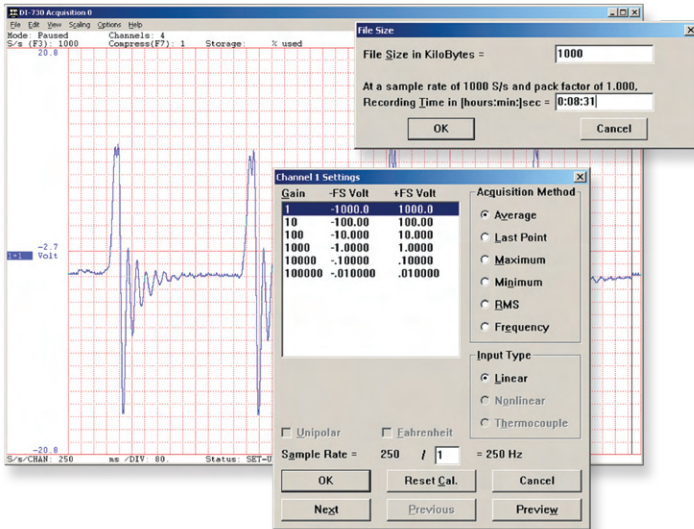 DI-730 Acquisition 0
File Edit View Scaling Options Help
Mode: Paused Channels: 4
S/s (F3): 1000 Compress(F7): 1 Storage: % used
20.8
-2.7
1=1 Volt
-20.8
S/s/CHAN: 250 ms /DIV: 80. Status: SET-U
File Size
File Size in KiloBytes = 1000
At a sample rate of 1000 S/s and pack factor of 1.000,
Recording Time in [hours:min:]sec = 0:08:31
OK Cancel
Channel 1 Settings
Gain -FS Volt +FS Volt
1 -1000.0 1000.0
10 -100.00 100.00
100 -10.000 10.000
1000 -1.0000 1.0000
10000 -.10000 .10000
100000 -.010000 .010000
Acquisition Method
Average
Last Point
Maximum
Minimum
RMS
Frequency
Input Type
Linear
Nonlinear
Thermocouple
Unipolar Fahrenheit
Sample Rate = 250 / 1 = 250 Hz
OK Reset Cal. Cancel
Next Previous Preview